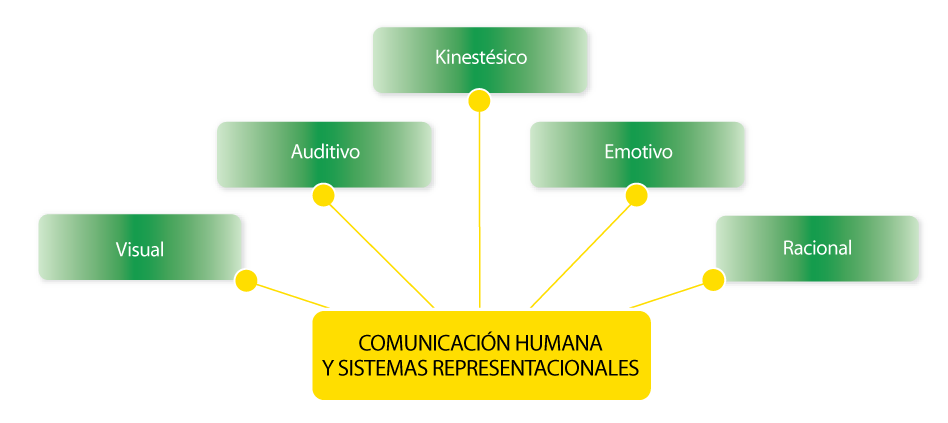 Kinestésico
Auditivo
Emotivo
Visual
Racional
COMUNICACIÓN HUMANA
Y SISTEMAS REPRESENTACIONALES